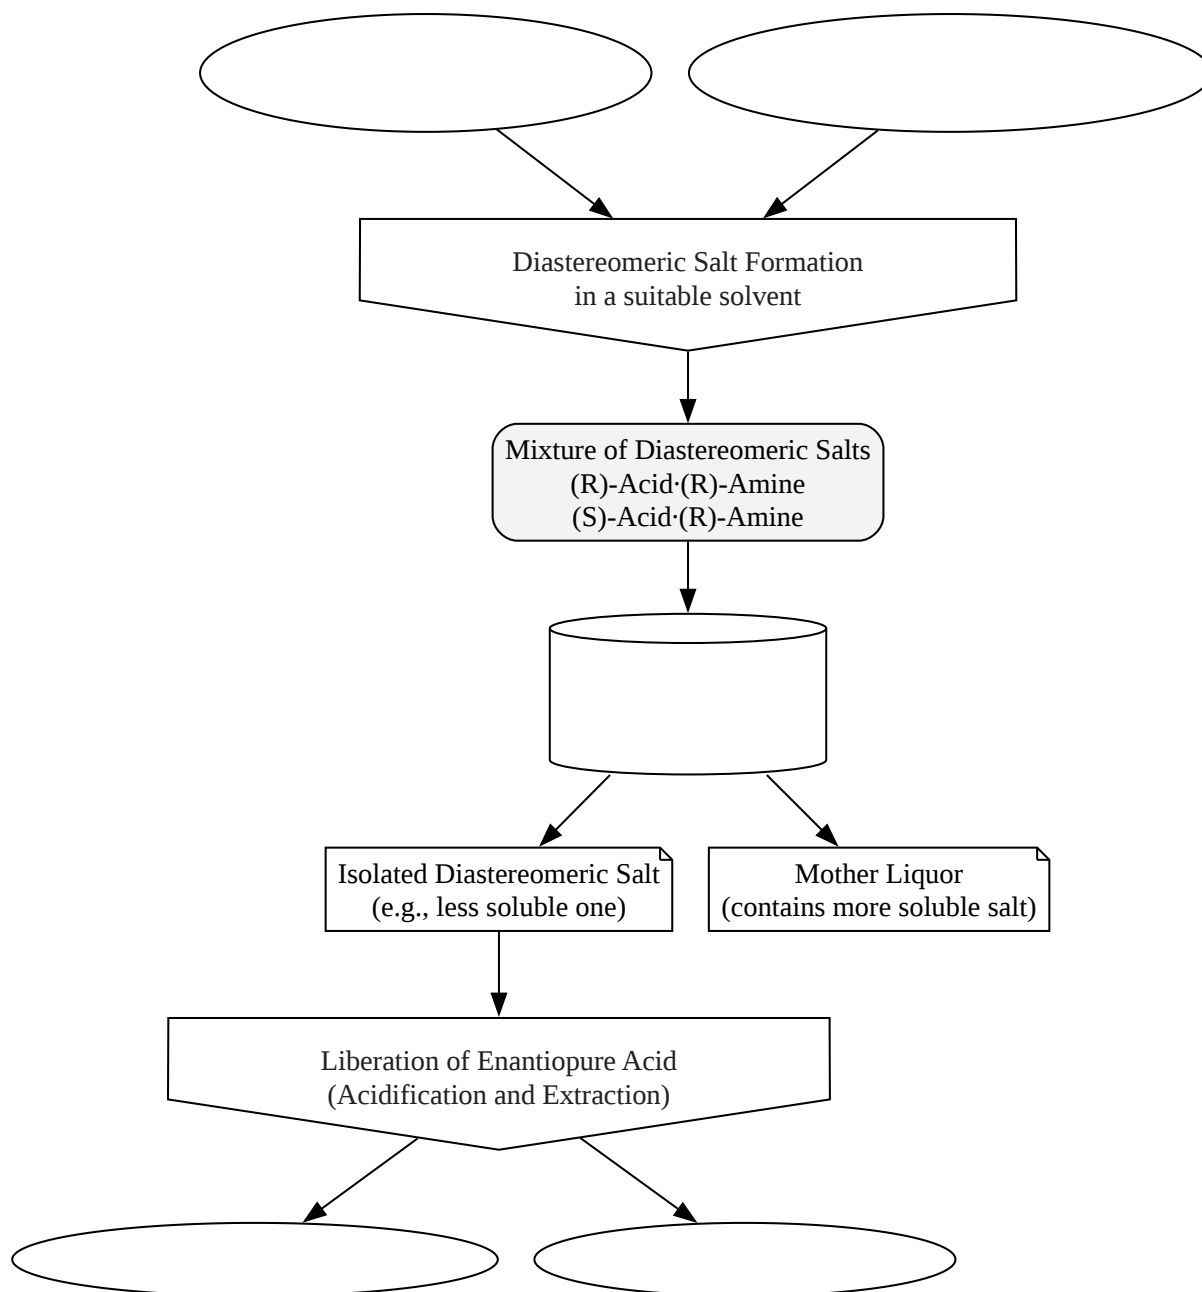 Diastereomeric Salt Formation
in a suitable solvent
Mixture of Diastereomeric Salts
(R)-Acid·(R)-Amine
(S)-Acid·(R)-Amine
Isolated Diastereomeric Salt
(e.g., less soluble one)
Mother Liquor
(contains more soluble salt)
Liberation of Enantiopure Acid
(Acidification and Extraction)